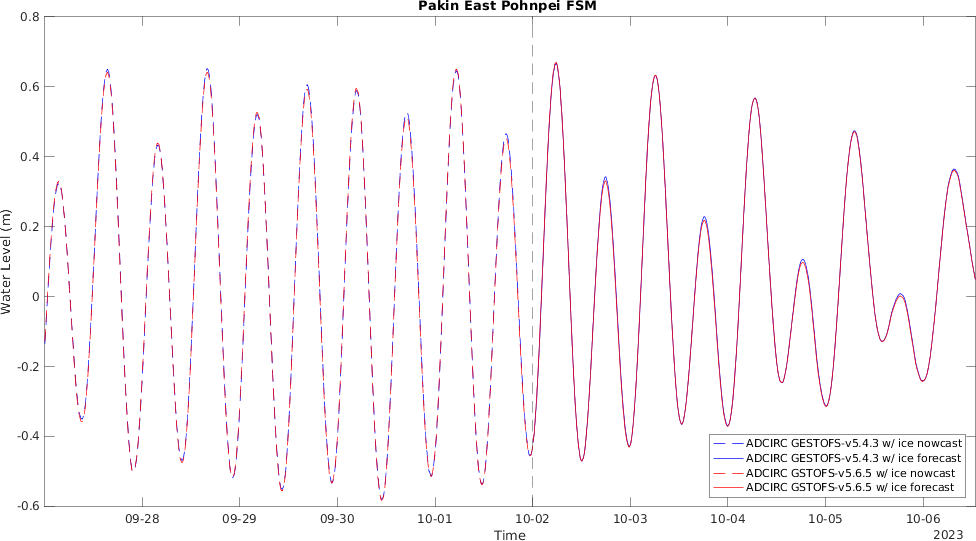 Pakin East Pohnpei FSM
0.8
0.6
0.4
0.2
0
-0.2
-0.4
-0.6
Water Level (m)
ADCIRC GESTOFS-v5.4.3 w/ ice nowcast
ADCIRC GESTOFS-v5.4.3 w/ ice forecast
ADCIRC GSTOFS-v5.6.5 w/ ice nowcast
ADCIRC GSTOFS-v5.6.5 w/ ice forecast
09-28 09-29 09-30 10-01 10-02 10-03 10-04 10-05 10-06
Time 2023